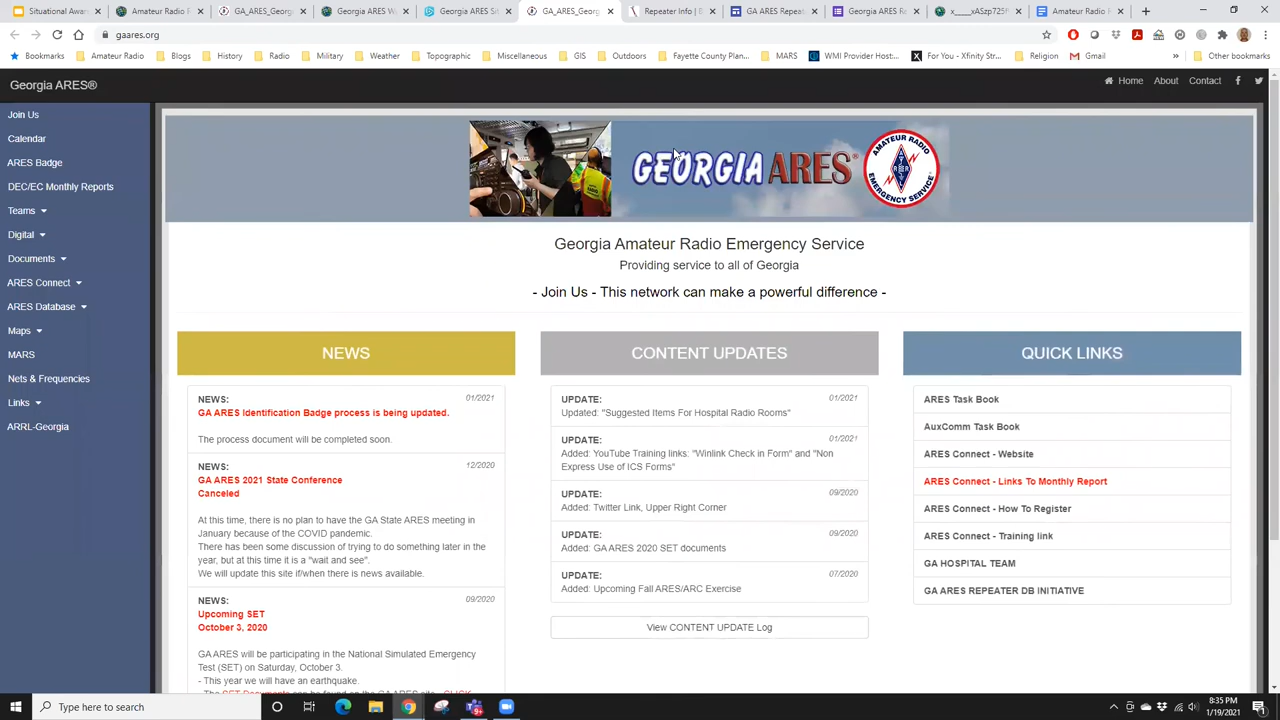 Situational Awar
Amateur Radio R
GA_ARES_Georgi
Georgia ARES W
Georgia ARES Sit
GA_ARES_Georg
Repeater Info | B
GA ARES Repeat
Georgia ARES Re
x____xASzp725f
Amateur Radio F
gaares.org
Bookmarks
Amateur Radio
Blogs
History
Radio
Military
Weather
Topographic
Miscellaneous
GIS
Outdoors
Fayette County Plan...
MARS
WMI Provider Host:...
For You - Xfinity Str...
Religion
Gmail
Other bookmarks
Georgia ARES®
Home About Contact
Join Us
Calendar
ARES Badge
DEC/EC Monthly Reports
Teams
Digital
Documents
ARES Connect
ARES Database
Maps
MARS
Nets & Frequencies
Links
ARRL-Georgia
GEORGIA ARES®
AMATEUR RADIO
EMERGENCY SERVICE
Georgia Amateur Radio Emergency Service
Providing service to all of Georgia
- Join Us - This network can make a powerful difference -
NEWS
NEWS: 01/2021
GA ARES Identification Badge process is being updated.
The process document will be completed soon.
NEWS: 12/2020
GA ARES 2021 State Conference
Canceled
At this time, there is no plan to have the GA State ARES meeting in
January because of the COVID pandemic.
There has been some discussion of trying to do something later in the
year, but at this time it is a "wait and see".
We will update this site if/when there is news available.
NEWS: 09/2020
Upcoming SET
October 3, 2020
GA ARES will be participating in the National Simulated Emergency
Test (SET) on Saturday, October 3.
- This year we will have an earthquake.
- The SET Documents can be found on the GA ARES site - CLICK
CONTENT UPDATES
UPDATE: 01/2021
Updated: "Suggested Items For Hospital Radio Rooms"
UPDATE: 01/2021
Added: YouTube Training links: "Winlink Check in Form" and "Non
Express Use of ICS Forms"
UPDATE: 09/2020
Added: Twitter Link, Upper Right Corner
UPDATE: 09/2020
Added: GA ARES 2020 SET documents
UPDATE: 07/2020
Added: Upcoming Fall ARES/ARC Exercise
View CONTENT UPDATE Log
QUICK LINKS
ARES Task Book
AuxComm Task Book
ARES Connect - Website
ARES Connect - Links To Monthly Report
ARES Connect - How To Register
ARES Connect - Training link
GA HOSPITAL TEAM
GA ARES REPEATER DB INITIATIVE
Type here to search
8:35 PM
1/19/2021